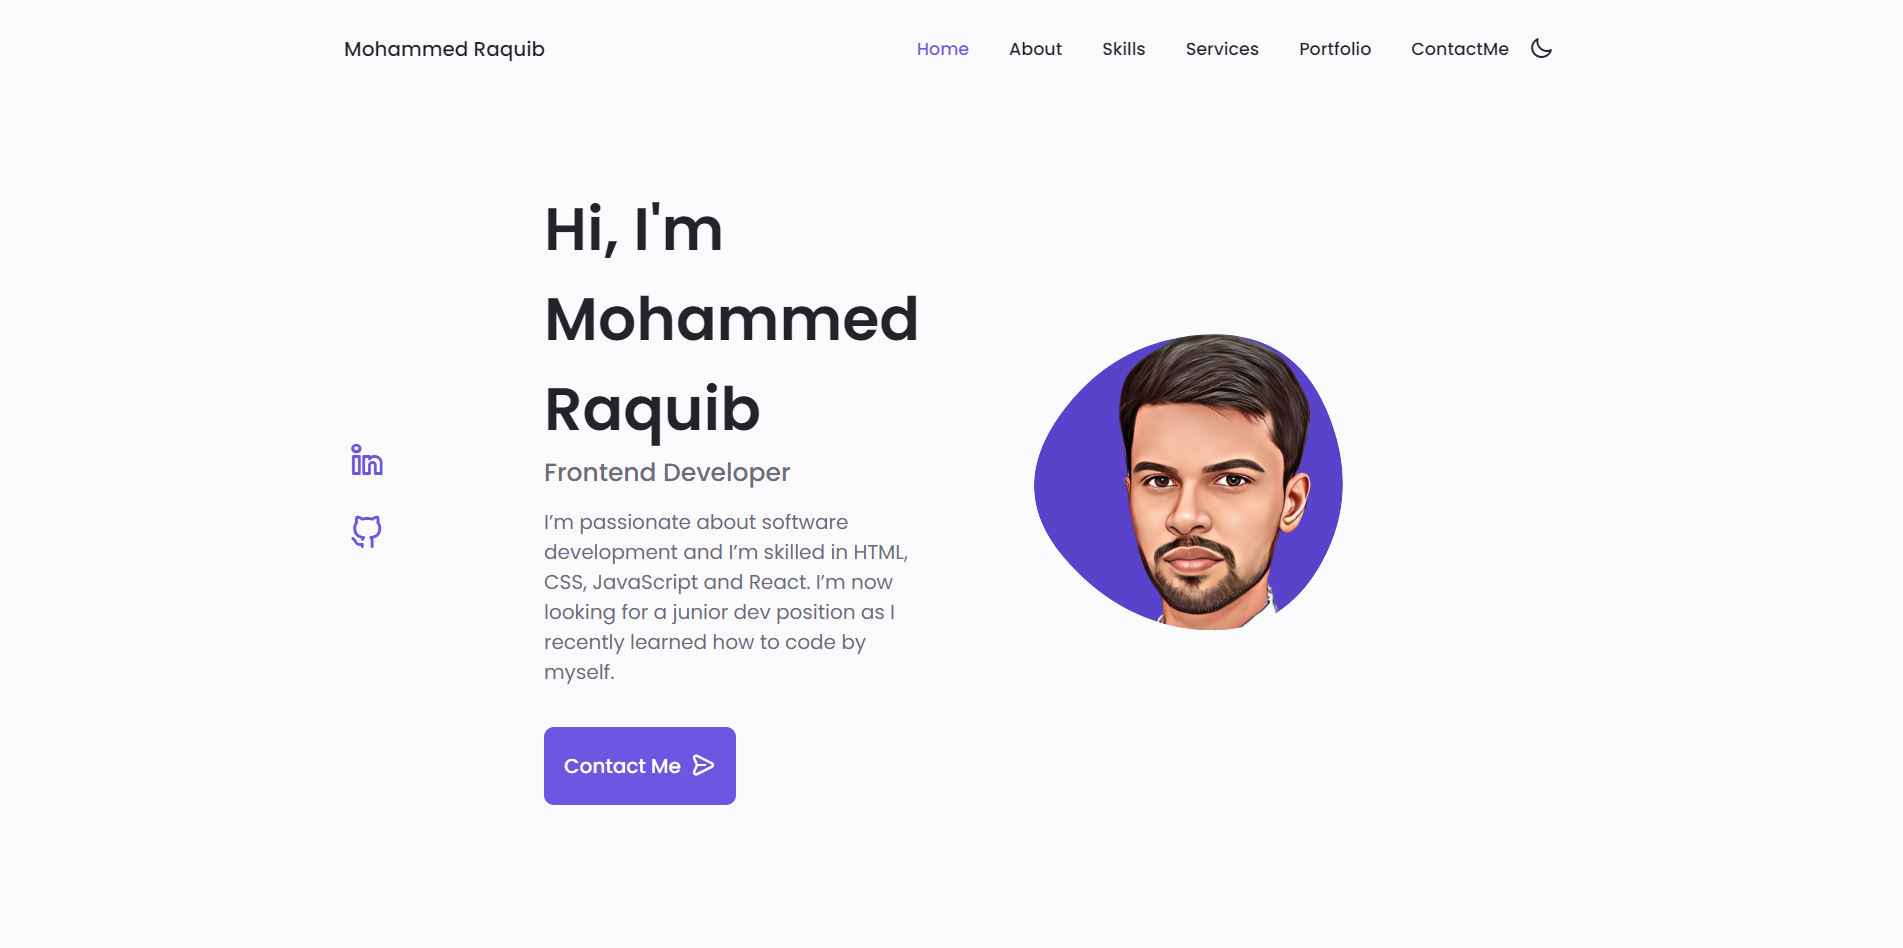 Mohammed Raquib
Home About Skills Services Portfolio ContactMe
Hi, I'm
Mohammed
Raquib
in
Frontend Developer
I’m passionate about software
development and I’m skilled in HTML,
CSS, JavaScript and React. I’m now
looking for a junior dev position as I
recently learned how to code by
myself.
Contact Me